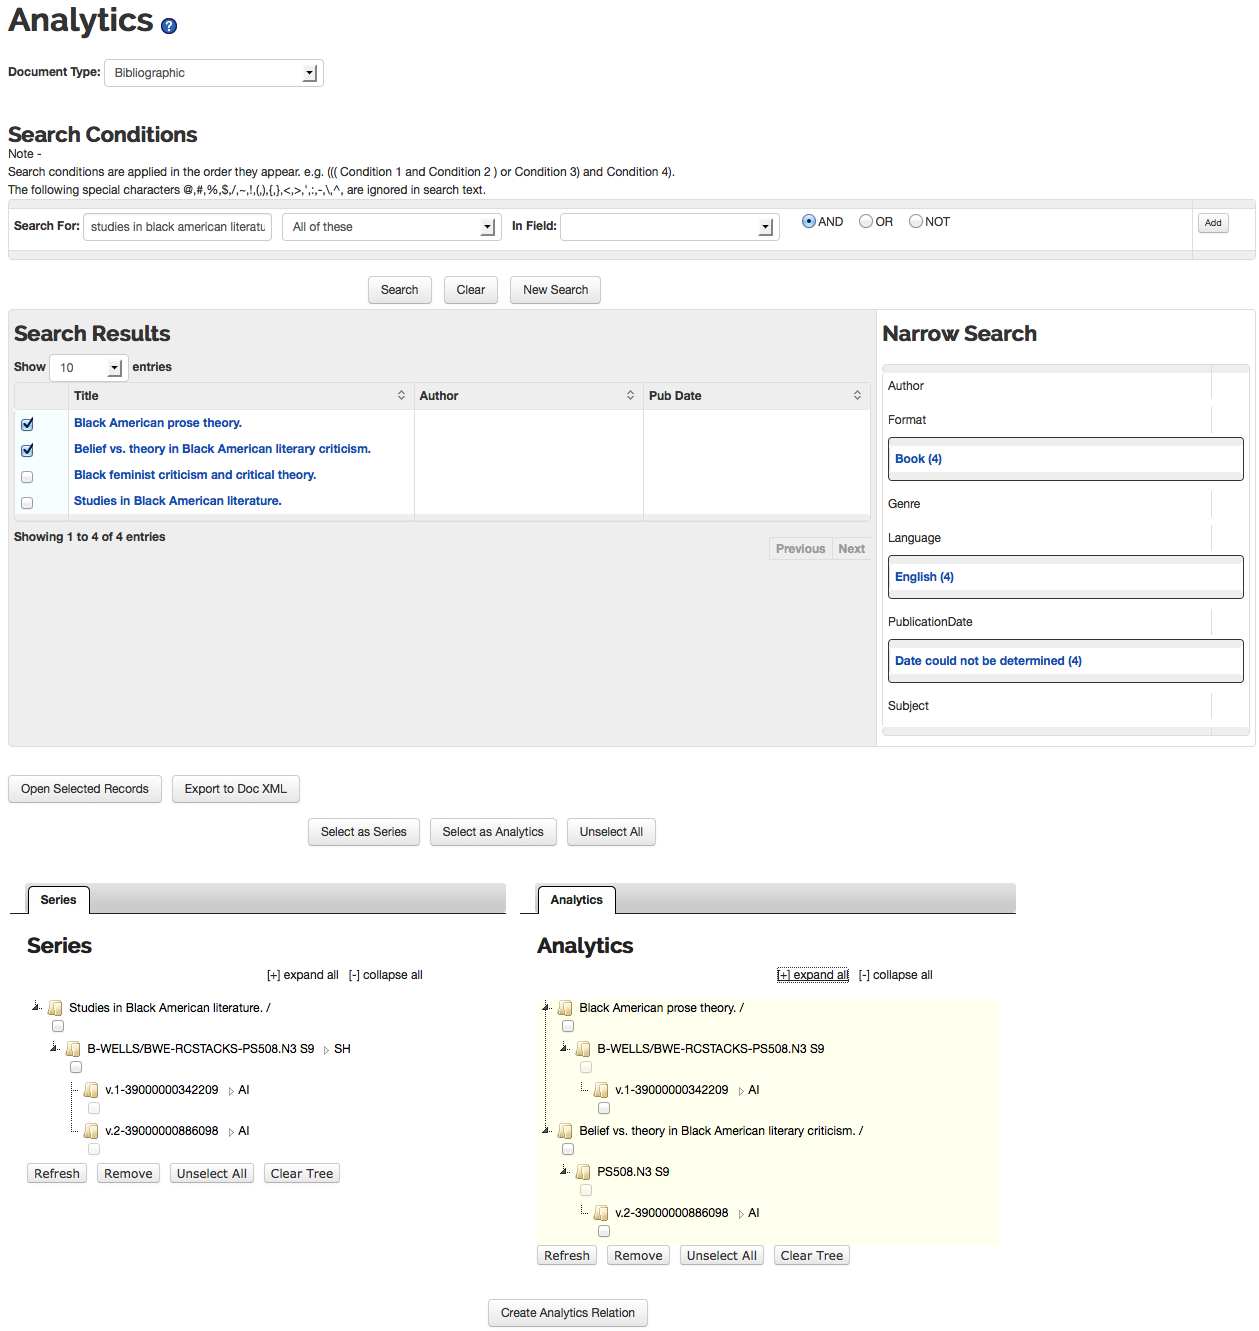 Analytics ?
Document Type: Bibliographic
Search Conditions
Note -
Search conditions are applied in the order they appear. e.g. ((( Condition 1 and Condition 2 ) or Condition 3) and Condition 4).
The following special characters @,#,%,$,/,~,!,(,),{,},<,>,',:,-,\,^, are ignored in search text.
Search For: studies in black american literatu All of these In Field: AND OR NOT Add
Search Clear New Search
Search Results
Show 10 entries
Title Author Pub Date
Black American prose theory.
Belief vs. theory in Black American literary criticism.
Black feminist criticism and critical theory.
Studies in Black American literature.
Showing 1 to 4 of 4 entries
Previous Next
Narrow Search
Author
Format
Book (4)
Genre
Language
English (4)
PublicationDate
Date could not be determined (4)
Subject
Open Selected Records Export to Doc XML
Select as Series Select as Analytics Unselect All
Series
Series
[+] expand all [-] collapse all
Studies in Black American literature. /
B-WELLS/BWE-RCSTACKS-PS508.N3 S9 SH
v.1-39000000342209 AI
v.2-39000000886098 AI
Refresh Remove Unselect All Clear Tree
Analytics
Analytics
[+] expand all [-] collapse all
Black American prose theory. /
B-WELLS/BWE-RCSTACKS-PS508.N3 S9
v.1-39000000342209 AI
Belief vs. theory in Black American literary criticism. /
PS508.N3 S9
v.2-39000000886098 AI
Refresh Remove Unselect All Clear Tree
Create Analytics Relation